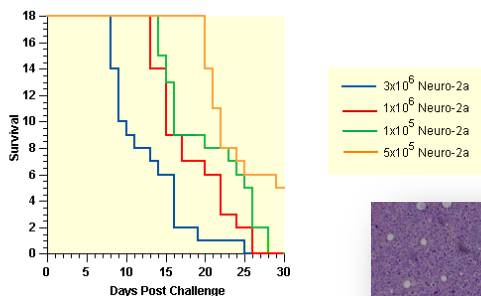 18
16
14
12
10
8
6
4
2
0
Survival
0 5 10 15 20 25 30
Days Post Challenge
3x10⁶ Neuro-2a
1x10⁶ Neuro-2a
1x10⁵ Neuro-2a
5x10⁵ Neuro-2a